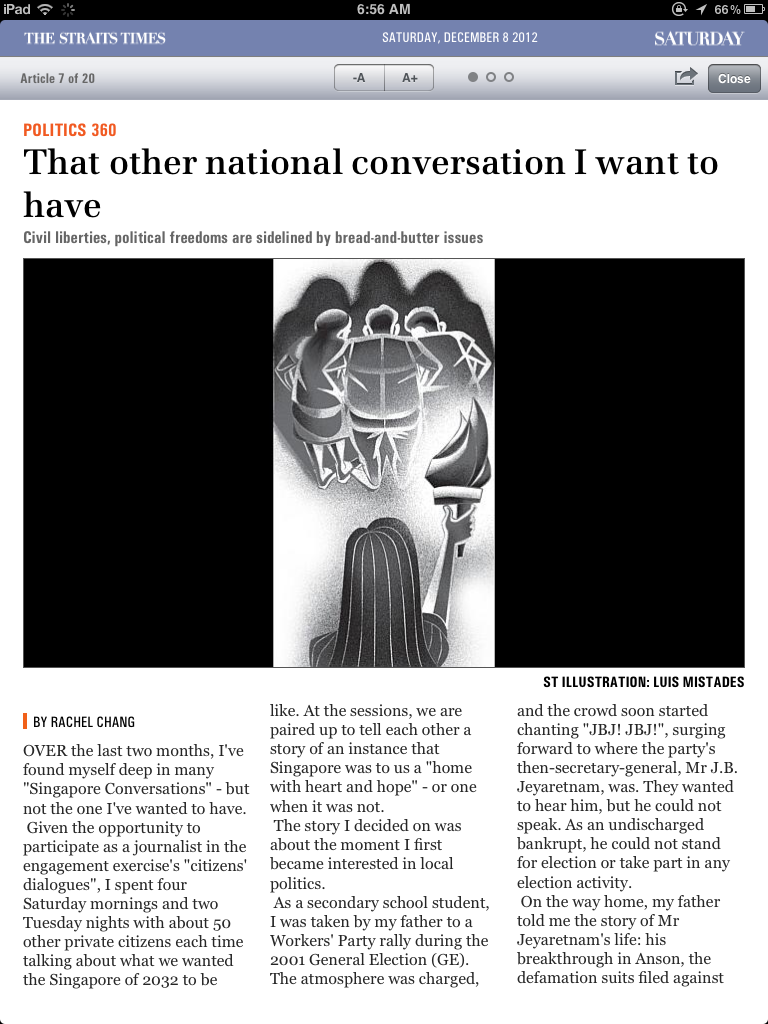 iPad 6:56 AM 66%
THE STRAITS TIMES SATURDAY, DECEMBER 8 2012 SATURDAY
Article 7 of 20 -A A+ Close
POLITICS 360
That other national conversation I want to
have
Civil liberties, political freedoms are sidelined by bread-and-butter issues
ST ILLUSTRATION: LUIS MISTADES
BY RACHEL CHANG
OVER the last two months, I've
found myself deep in many
"Singapore Conversations" - but
not the one I've wanted to have.
Given the opportunity to
participate as a journalist in the
engagement exercise's "citizens'
dialogues", I spent four
Saturday mornings and two
Tuesday nights with about 50
other private citizens each time
talking about what we wanted
the Singapore of 2032 to be
like. At the sessions, we are
paired up to tell each other a
story of an instance that
Singapore was to us a "home
with heart and hope" - or one
when it was not.
The story I decided on was
about the moment I first
became interested in local
politics.
As a secondary school student,
I was taken by my father to a
Workers' Party rally during the
2001 General Election (GE).
The atmosphere was charged,
and the crowd soon started
chanting "JBJ! JBJ!", surging
forward to where the party's
then-secretary-general, Mr J.B.
Jeyaretnam, was. They wanted
to hear him, but he could not
speak. As an undischarged
bankrupt, he could not stand
for election or take part in any
election activity.
On the way home, my father
told me the story of Mr
Jeyaretnam's life: his
breakthrough in Anson, the
defamation suits filed against